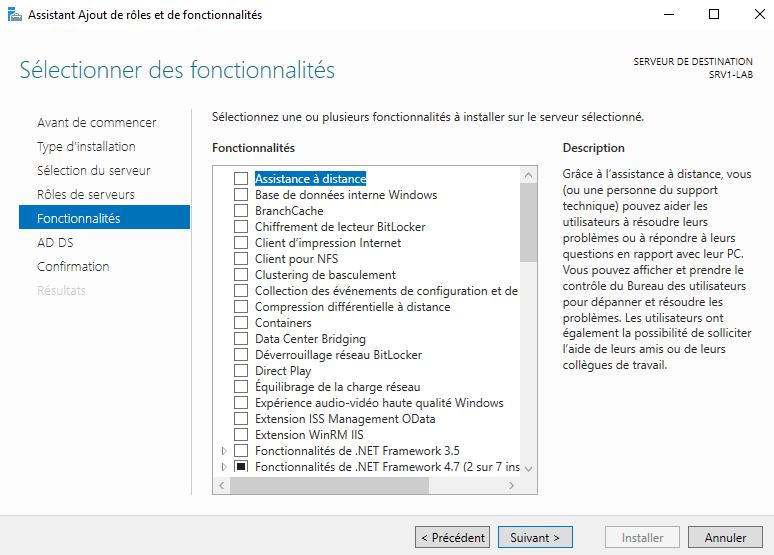 Assistant Ajout de rôles et de fonctionnalités
Sélectionner des fonctionnalités
SERVEUR DE DESTINATION
SRV1-LAB
Avant de commencer
Type d'installation
Sélection du serveur
Rôles de serveurs
Fonctionnalités
AD DS
Confirmation
Résultats
Sélectionnez une ou plusieurs fonctionnalités à installer sur le serveur sélectionné.
Fonctionnalités
Assistance à distance
Base de données interne Windows
BranchCache
Chiffrement de lecteur BitLocker
Client d'impression Internet
Client pour NFS
Clustering de basculement
Collection des événements de configuration et de
Compression différentielle à distance
Containers
Data Center Bridging
Déverrouillage réseau BitLocker
Direct Play
Équilibrage de la charge réseau
Expérience audio-vidéo haute qualité Windows
Extension ISS Management OData
Extension WinRM IIS
Fonctionnalités de .NET Framework 3.5
Fonctionnalités de .NET Framework 4.7 (2 sur 7 ins
Description
Grâce à l'assistance à distance, vous
(ou une personne du support
technique) pouvez aider les
utilisateurs à résoudre leurs
problèmes ou à répondre à leurs
questions en rapport avec leur PC.
Vous pouvez afficher et prendre le
contrôle du Bureau des utilisateurs
pour dépanner et résoudre les
problèmes. Les utilisateurs ont
également la possibilité de solliciter
l'aide de leurs amis ou de leurs
collègues de travail.
< Précédent
Suivant >
Installer
Annuler